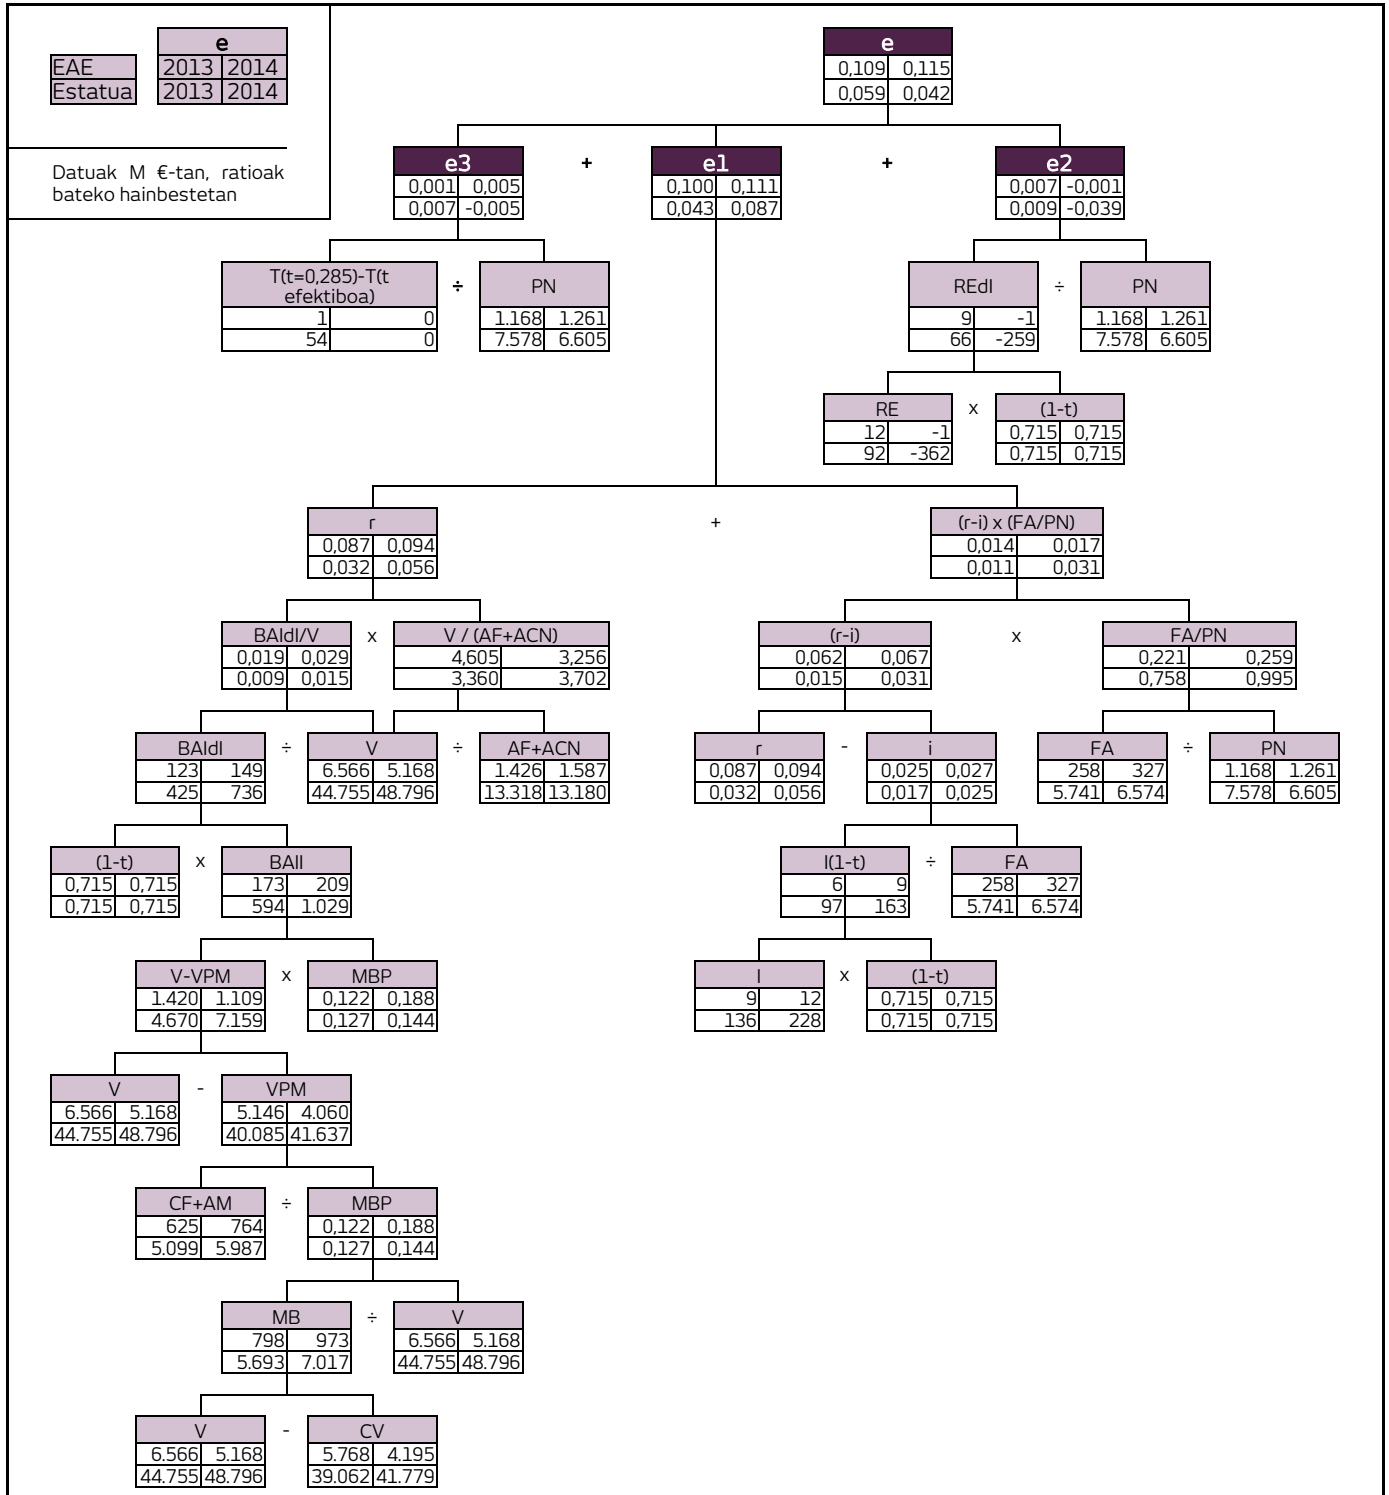 e
EAE 2013 2014
Estatua 2013 2014
Datuak M €-tan, ratioak
bateko hainbestetan
e
0,109 0,115
0,059 0,042
e3 + e1 + e2
0,001 0,005 0,100 0,111 0,007 -0,001
0,007 -0,005 0,043 0,087 0,009 -0,039
T(t=0,285)-T(t
efektiboa) ÷ PN REdI ÷ PN
1 0 1.168 1.261 9 -1 1.168 1.261
54 0 7.578 6.605 66 -259 7.578 6.605
RE x (1-t)
12 -1 0,715 0,715
92 -362 0,715 0,715
r + (r-i) x (FA/PN)
0,087 0,094 0,014 0,017
0,032 0,056 0,011 0,031
BAIdI/V x V / (AF+ACN) (r-i) x FA/PN
0,019 0,029 4,605 3,256 0,062 0,067 0,221 0,259
0,009 0,015 3,360 3,702 0,015 0,031 0,758 0,995
BAIdI ÷ V ÷ AF+ACN r - i FA ÷ PN
123 149 6.566 5.168 1.426 1.587 0,087 0,094 0,025 0,027 258 327 1.168 1.261
425 736 44.755 48.796 13.318 13.180 0,032 0,056 0,017 0,025 5.741 6.574 7.578 6.605
(1-t) x BAII I(1-t) ÷ FA
0,715 0,715 173 209 6 9 258 327
0,715 0,715 594 1.029 97 163 5.741 6.574
V-VPM x MBP I x (1-t)
1.420 1.109 0,122 0,188 9 12 0,715 0,715
4.670 7.159 0,127 0,144 136 228 0,715 0,715
V - VPM
6.566 5.168 5.146 4.060
44.755 48.796 40.085 41.637
CF+AM ÷ MBP
625 764 0,122 0,188
5.099 5.987 0,127 0,144
MB ÷ V
798 973 6.566 5.168
5.693 7.017 44.755 48.796
V - CV
6.566 5.168 5.768 4.195
44.755 48.796 39.062 41.779